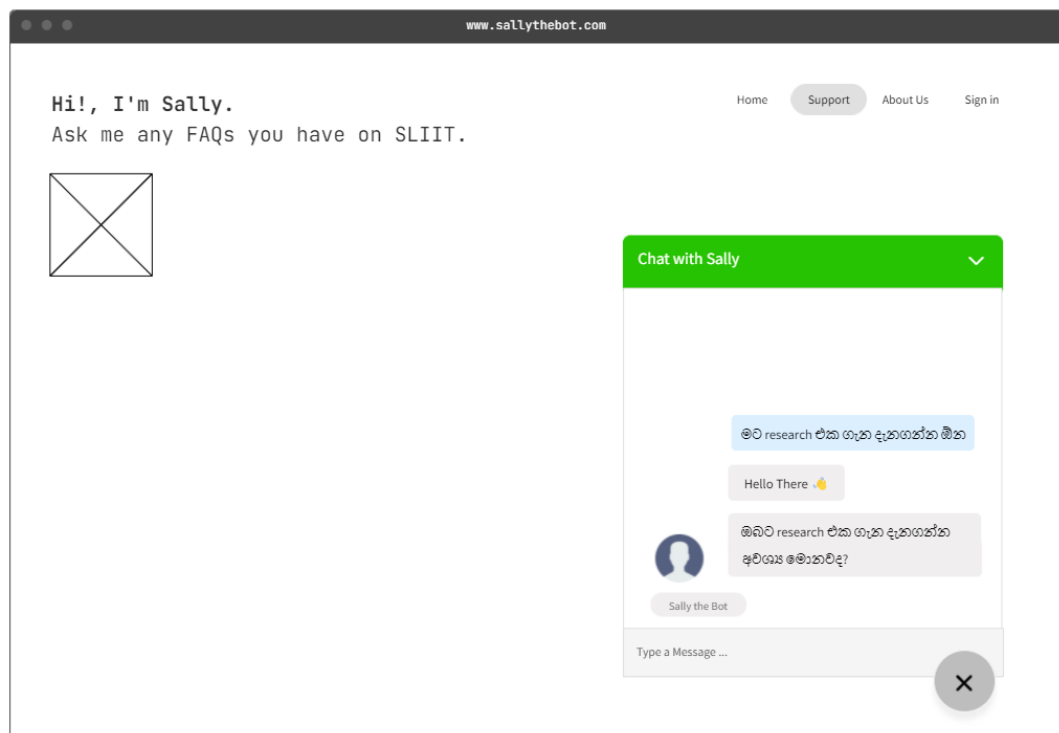 www.sallythebot.com
Hi!, I'm Sally.
Ask me any FAQs you have on SLIIT.
Home Support About Us Sign in
Chat with Sally
මට research එක ගැන දැනගන්න ඕන
Hello There 👋
ඔබට research එක ගැන දැනගන්න
අවශ්‍ය මොනවද?
Sally the Bot
Type a Message ...